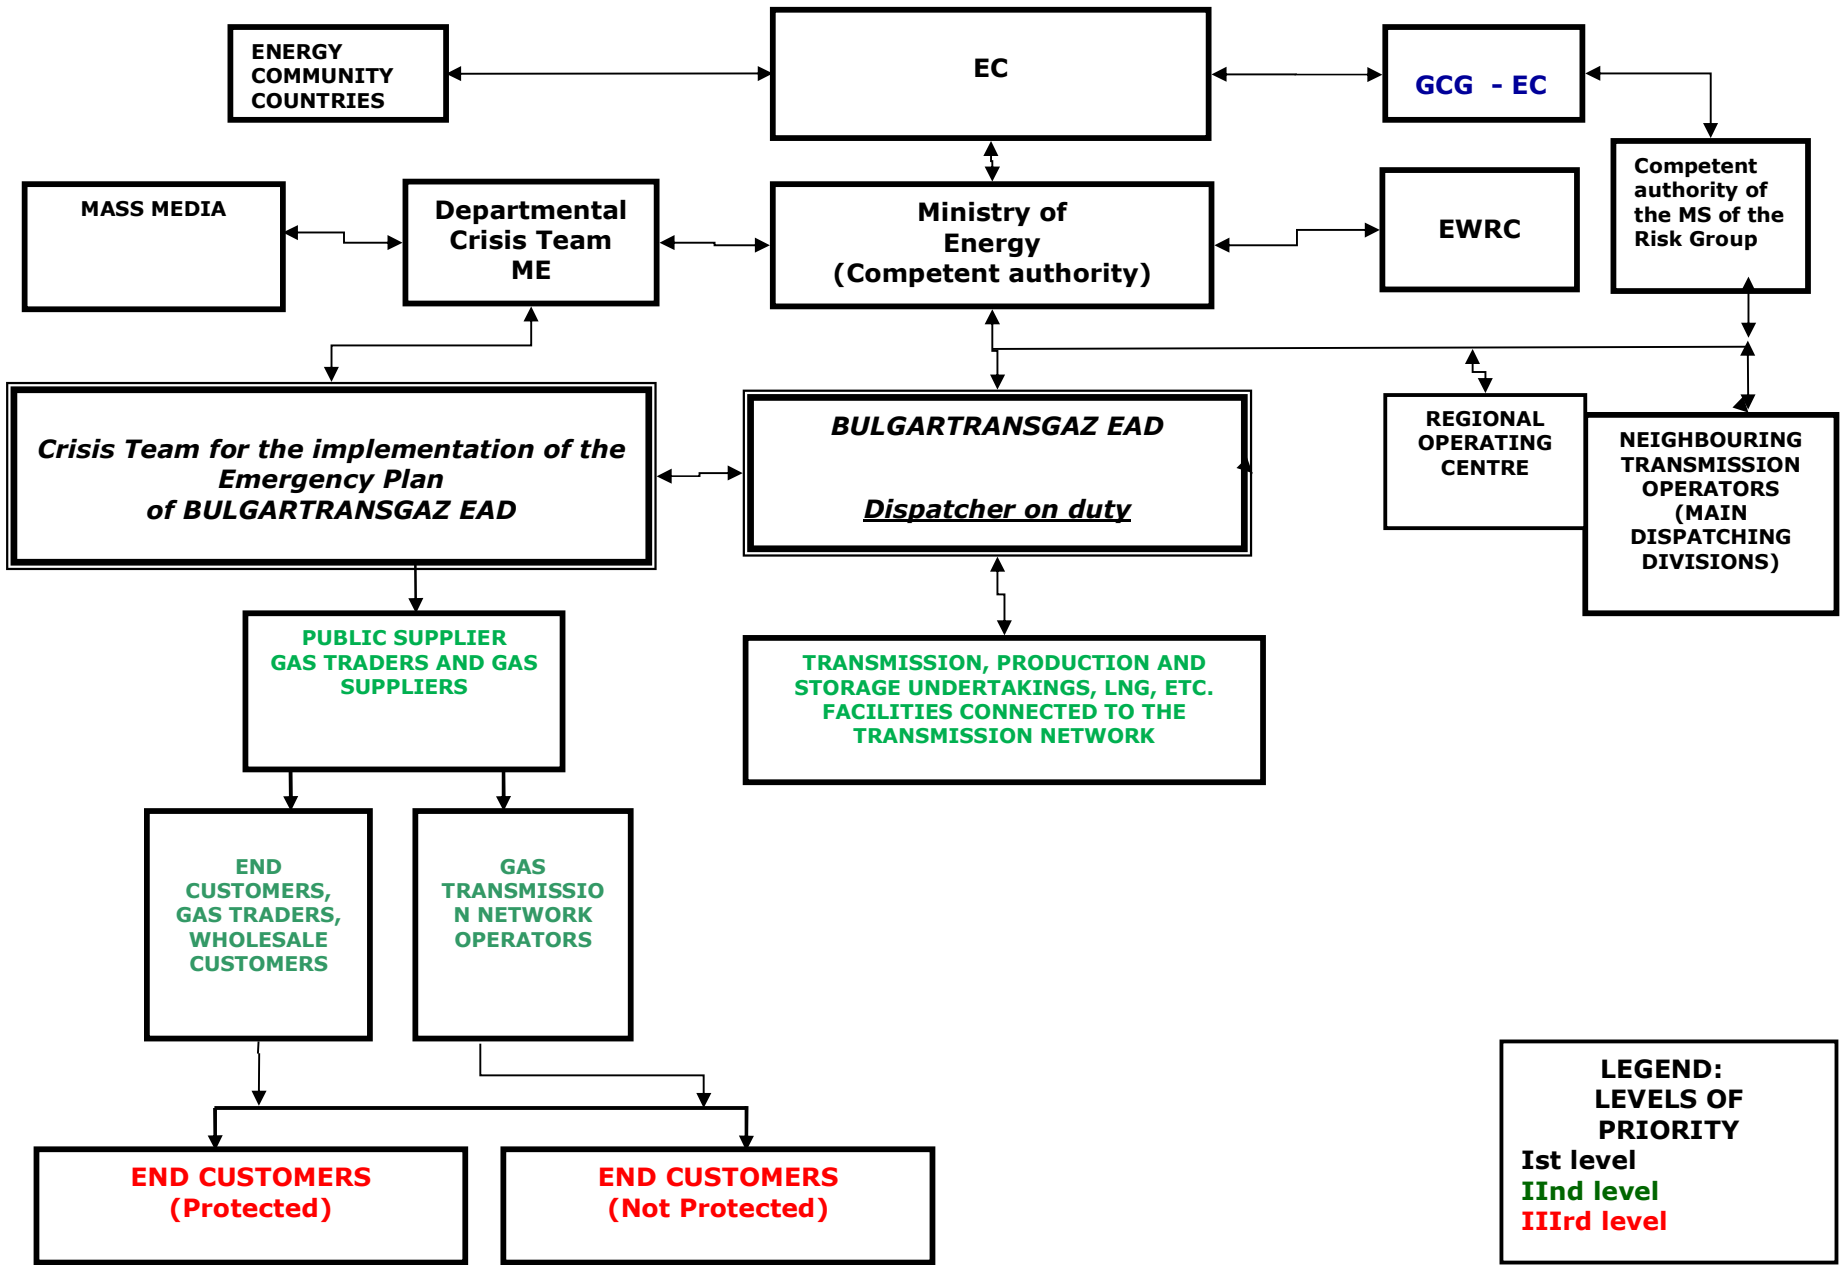 ENERGY
COMMUNITY
COUNTRIES
EC
GCG - EC
MASS MEDIA
Departmental
Crisis Team
ME
Ministry of
Energy
(Competent authority)
EWRC
Competent
authority of
the MS of the
Risk Group
Crisis Team for the implementation of the
Emergency Plan
of BULGARTRANSGAZ EAD
BULGARTRANSGAZ EAD
Dispatcher on duty
REGIONAL
OPERATING
CENTRE
NEIGHBOURING
TRANSMISSION
OPERATORS
(MAIN
DISPATCHING
DIVISIONS)
PUBLIC SUPPLIER
GAS TRADERS AND GAS
SUPPLIERS
TRANSMISSION, PRODUCTION AND
STORAGE UNDERTAKINGS, LNG, ETC.
FACILITIES CONNECTED TO THE
TRANSMISSION NETWORK
END
CUSTOMERS,
GAS TRADERS,
WHOLESALE
CUSTOMERS
GAS
TRANSMISSIO
N NETWORK
OPERATORS
END CUSTOMERS
(Protected)
END CUSTOMERS
(Not Protected)
LEGEND:
LEVELS OF
PRIORITY
Ist level
IInd level
IIIrd level